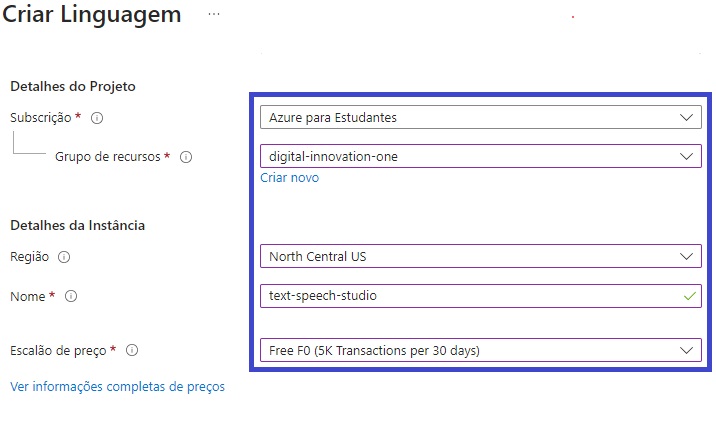 Criar Linguagem ...
Detalhes do Projeto
Subscrição * Azure para Estudantes
Grupo de recursos * digital-innovation-one
Criar novo
Detalhes da Instância
Região North Central US
Nome * text-speech-studio
Escalão de preço * Free F0 (5K Transactions per 30 days)
Ver informações completas de preços